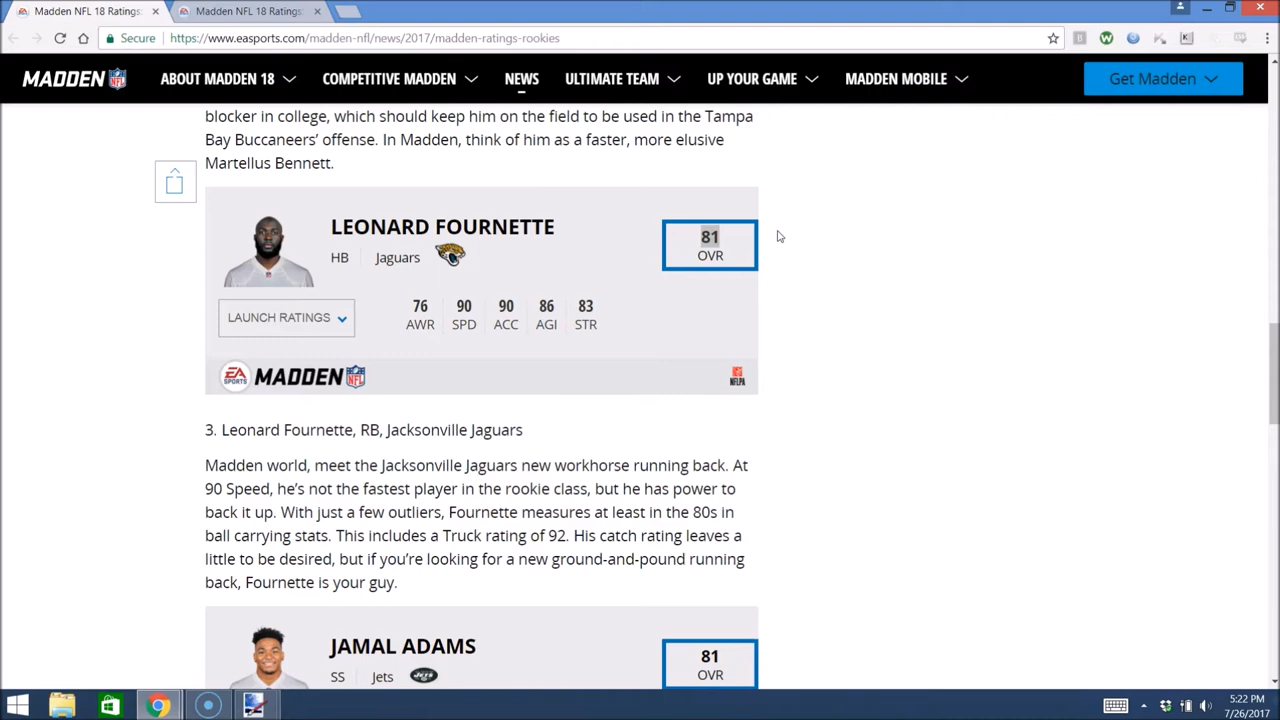 Madden NFL 18 Ratings:
Madden NFL 18 Ratings:
Secure
https://www.easports.com/madden-nfl/news/2017/madden-ratings-rookies
MADDEN NFL
ABOUT MADDEN 18
COMPETITIVE MADDEN
NEWS
ULTIMATE TEAM
UP YOUR GAME
MADDEN MOBILE
Get Madden
blocker in college, which should keep him on the field to be used in the Tampa
Bay Buccaneers’ offense. In Madden, think of him as a faster, more elusive
Martellus Bennett.
LEONARD FOURNETTE
HB Jaguars
81
OVR
LAUNCH RATINGS
76 90 90 86 83
AWR SPD ACC AGI STR
EA SPORTS MADDEN NFL
NFLPA
3. Leonard Fournette, RB, Jacksonville Jaguars
Madden world, meet the Jacksonville Jaguars new workhorse running back. At
90 Speed, he’s not the fastest player in the rookie class, but he has power to
back it up. With just a few outliers, Fournette measures at least in the 80s in
ball carrying stats. This includes a Truck rating of 92. His catch rating leaves a
little to be desired, but if you’re looking for a new ground-and-pound running
back, Fournette is your guy.
JAMAL ADAMS
SS Jets
JETS
81
OVR
5:22 PM
7/26/2017